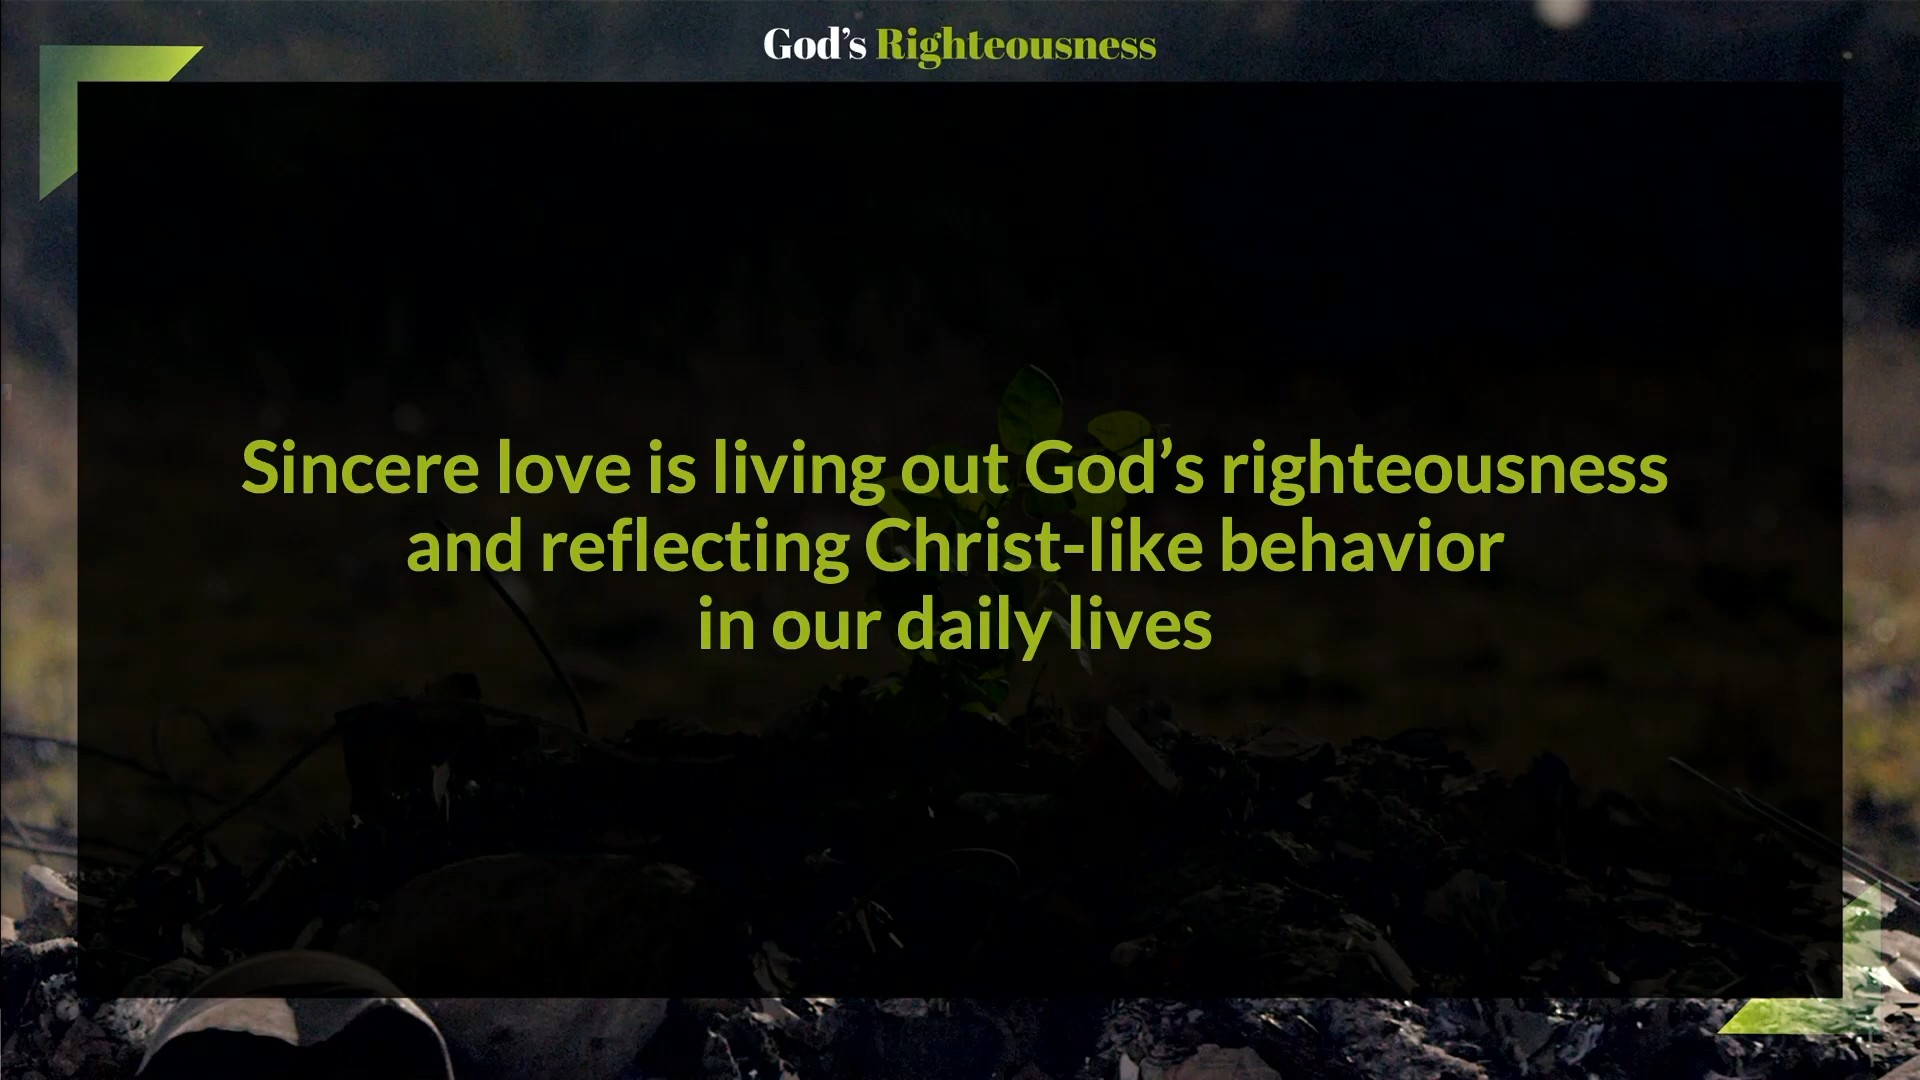 God’s Righteousness
Sincere love is living out God’s righteousness
and reflecting Christ-like behavior
in our daily lives